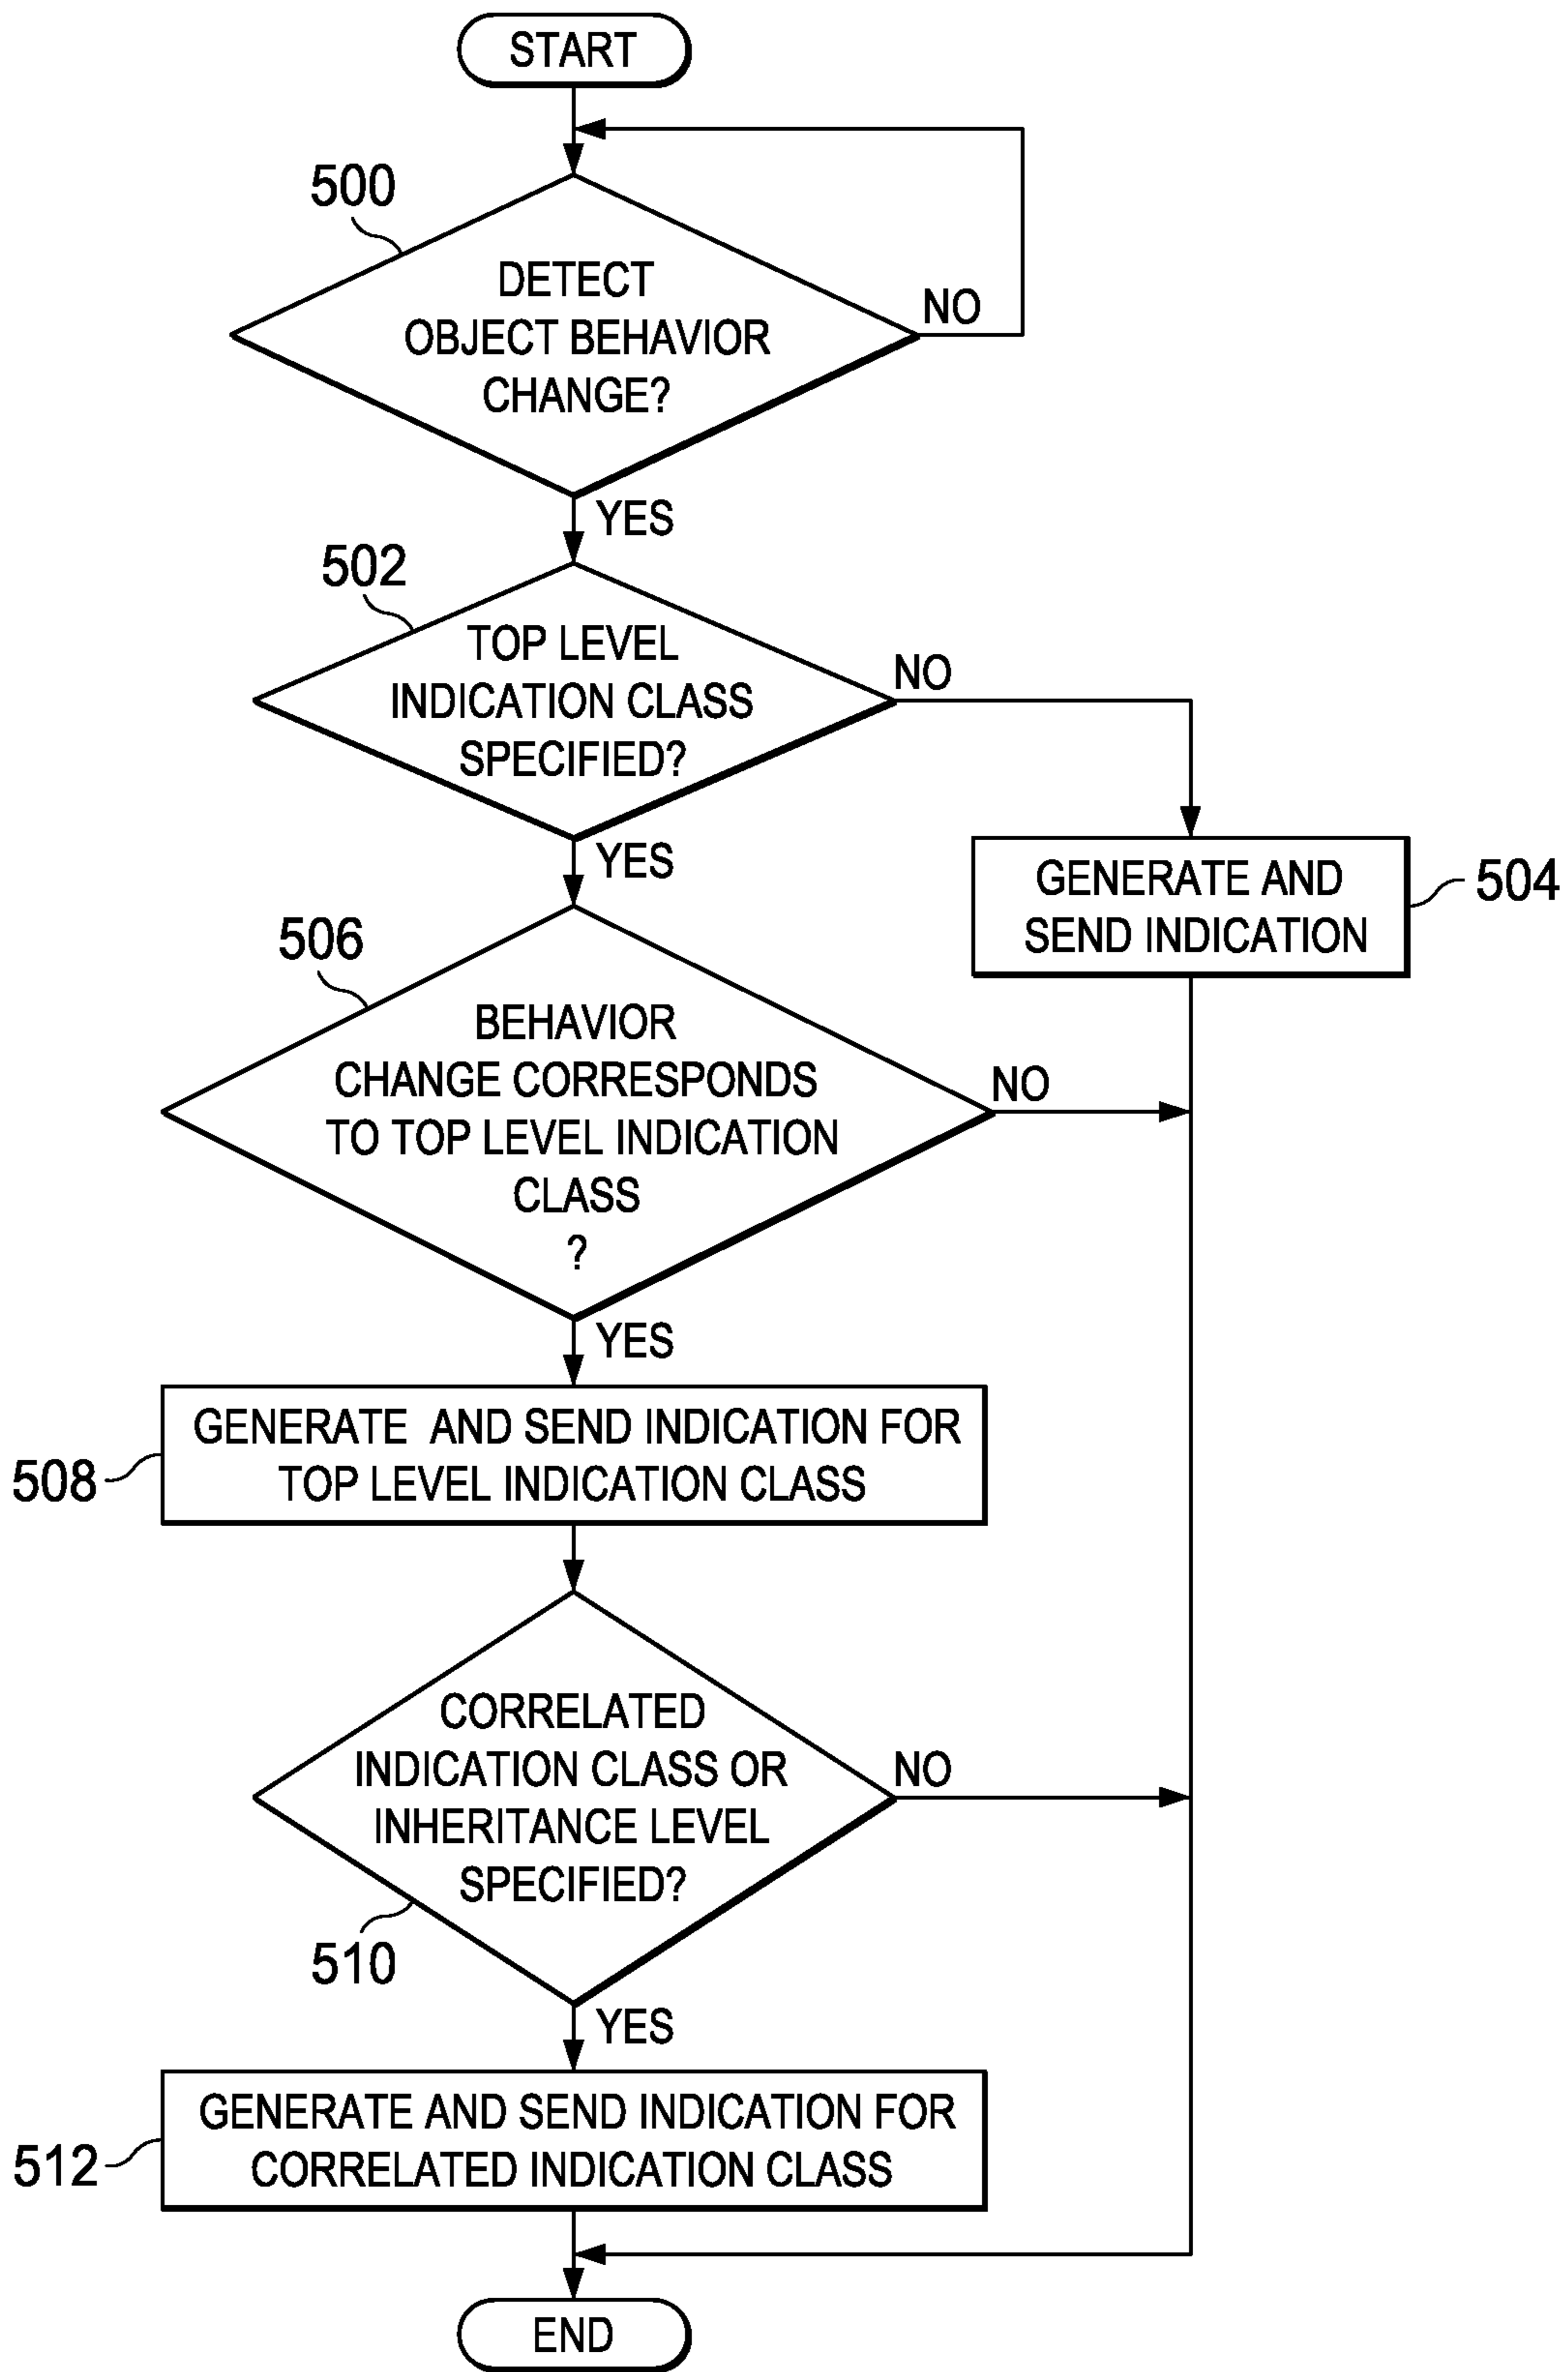 START
500
DETECT
OBJECT BEHAVIOR
CHANGE?
NO
YES
502
TOP LEVEL
INDICATION CLASS
SPECIFIED?
NO
YES
GENERATE AND
SEND INDICATION
504
506
BEHAVIOR
CHANGE CORRESPONDS
TO TOP LEVEL INDICATION
CLASS
?
NO
YES
508
GENERATE AND SEND INDICATION FOR
TOP LEVEL INDICATION CLASS
CORRELATED
INDICATION CLASS OR
INHERITANCE LEVEL
SPECIFIED?
NO
510
YES
512
GENERATE AND SEND INDICATION FOR
CORRELATED INDICATION CLASS
END